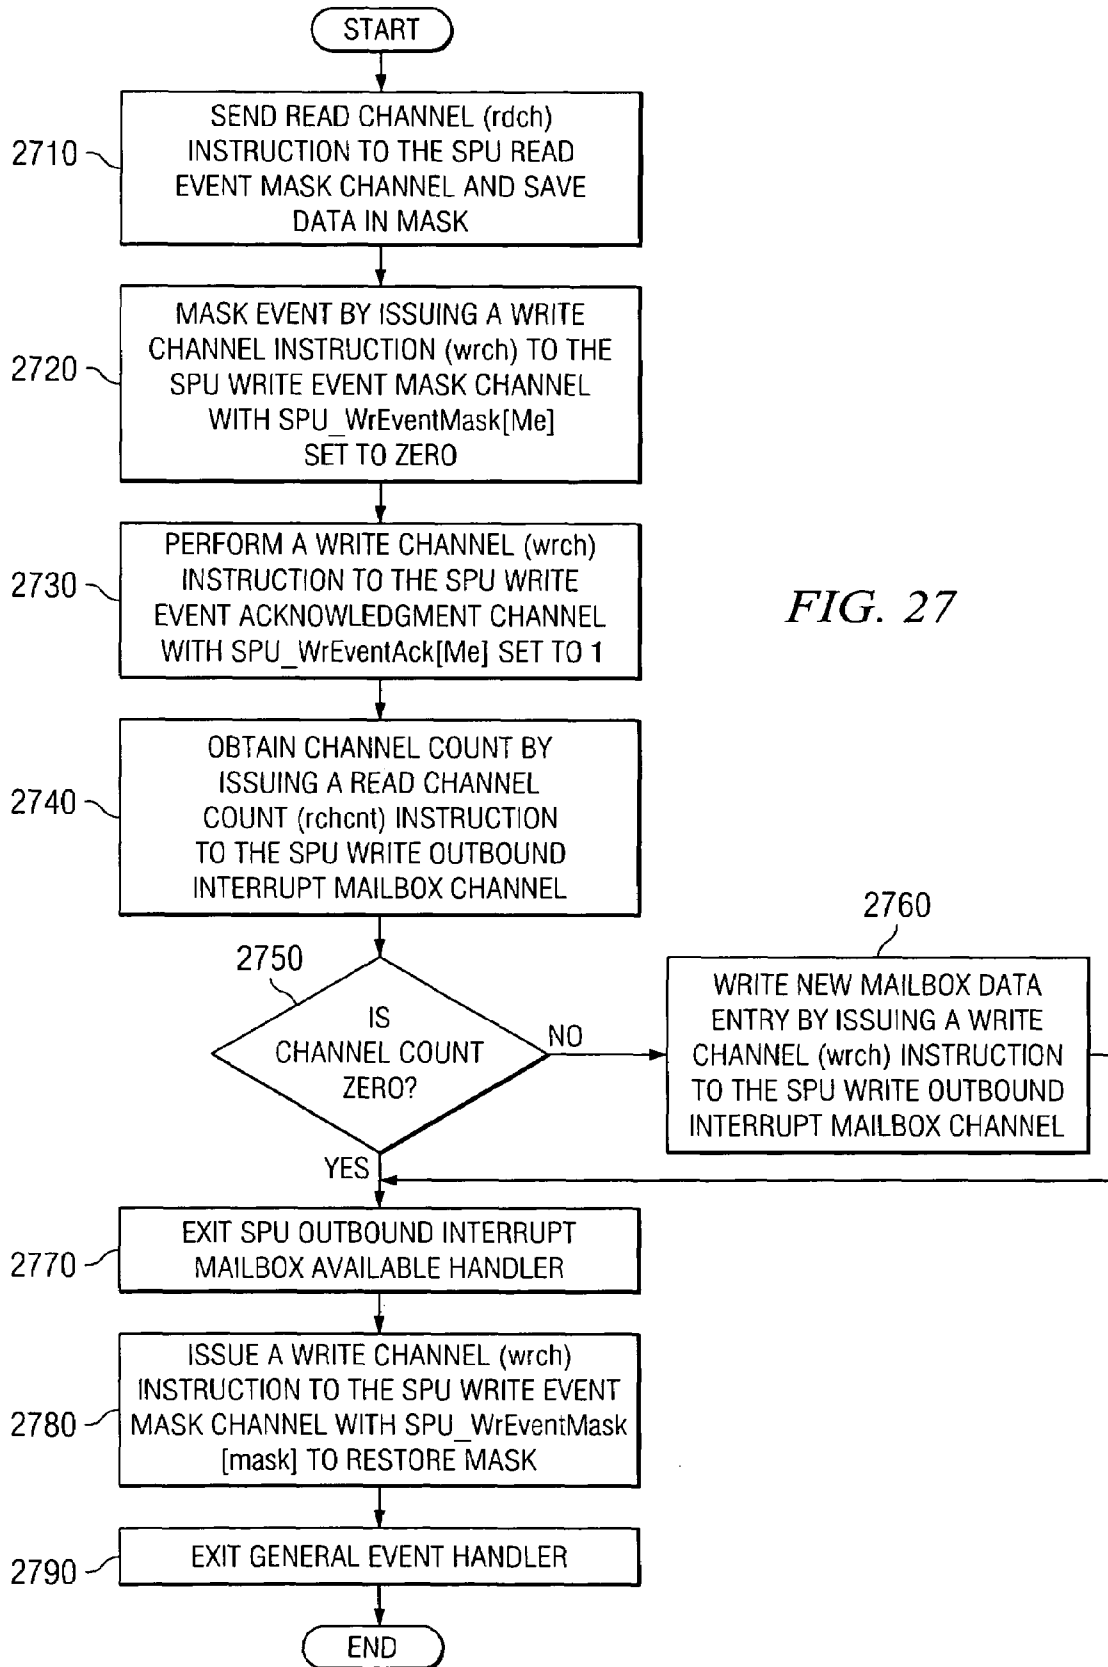 START
SEND READ CHANNEL (rdch)
INSTRUCTION TO THE SPU READ
EVENT MASK CHANNEL AND SAVE
DATA IN MASK
2710
MASK EVENT BY ISSUING A WRITE
CHANNEL INSTRUCTION (wrch) TO THE
SPU WRITE EVENT MASK CHANNEL
WITH SPU_WrEventMask[Me]
SET TO ZERO
2720
PERFORM A WRITE CHANNEL (wrch)
INSTRUCTION TO THE SPU WRITE
EVENT ACKNOWLEDGMENT CHANNEL
WITH SPU_WrEventAck[Me] SET TO 1
2730
FIG. 27
OBTAIN CHANNEL COUNT BY
ISSUING A READ CHANNEL
COUNT (rchcnt) INSTRUCTION
TO THE SPU WRITE OUTBOUND
INTERRUPT MAILBOX CHANNEL
2740
2750
IS
CHANNEL COUNT
ZERO?
NO
YES
2760
WRITE NEW MAILBOX DATA
ENTRY BY ISSUING A WRITE
CHANNEL (wrch) INSTRUCTION
TO THE SPU WRITE OUTBOUND
INTERRUPT MAILBOX CHANNEL
EXIT SPU OUTBOUND INTERRUPT
MAILBOX AVAILABLE HANDLER
2770
ISSUE A WRITE CHANNEL (wrch)
INSTRUCTION TO THE SPU WRITE EVENT
MASK CHANNEL WITH SPU_WrEventMask
[mask] TO RESTORE MASK
2780
EXIT GENERAL EVENT HANDLER
2790
END